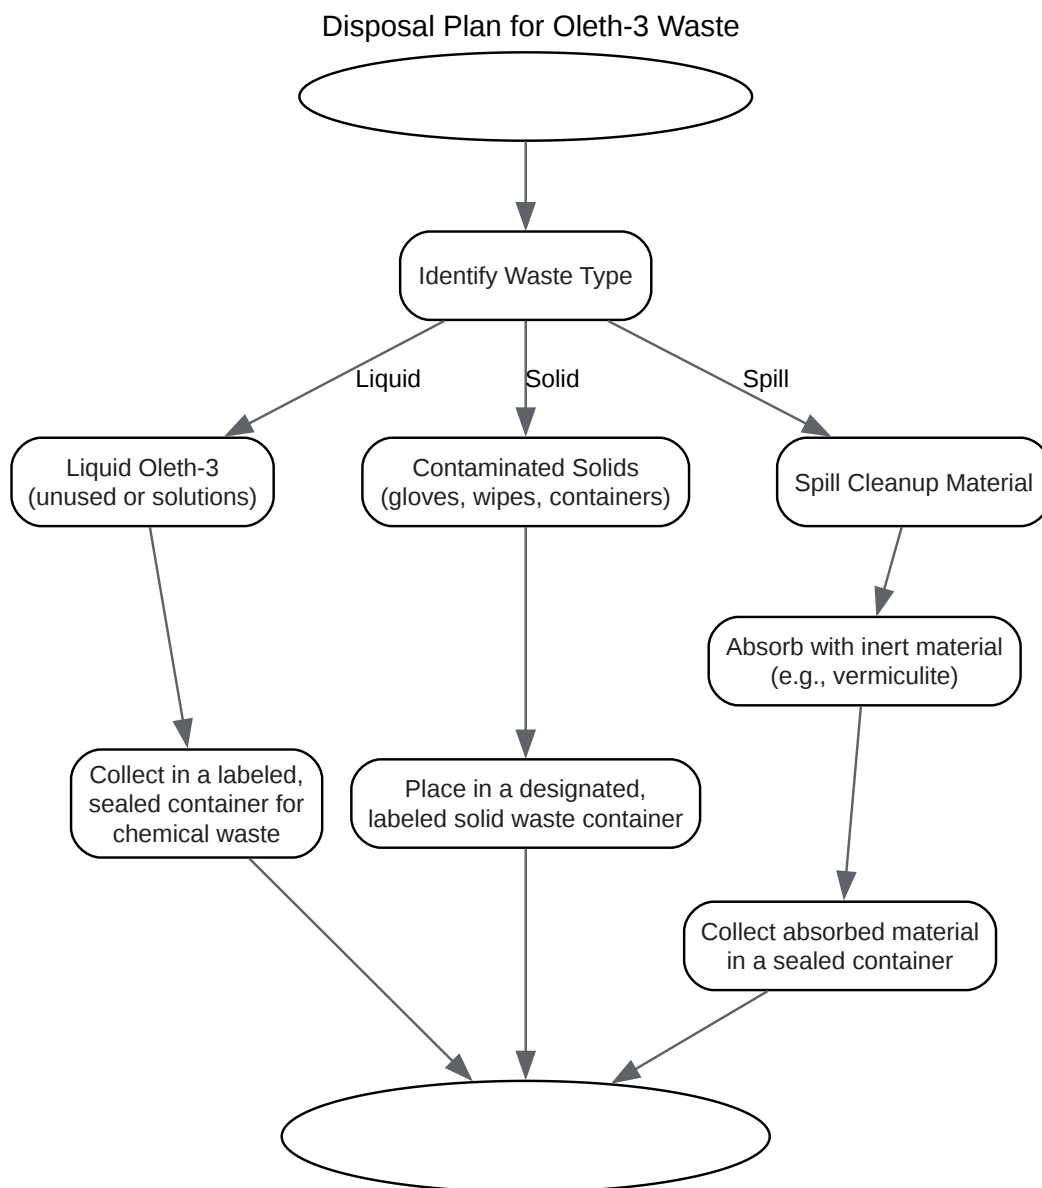 Disposal Plan for Oleth-3 Waste
Identify Waste Type
Liquid
Solid
Spill
Liquid Oleth-3
(unused or solutions)
Contaminated Solids
(gloves, wipes, containers)
Spill Cleanup Material
Absorb with inert material
(e.g., vermiculite)
Collect in a labeled,
sealed container for
chemical waste
Place in a designated,
labeled solid waste container
Collect absorbed material
in a sealed container